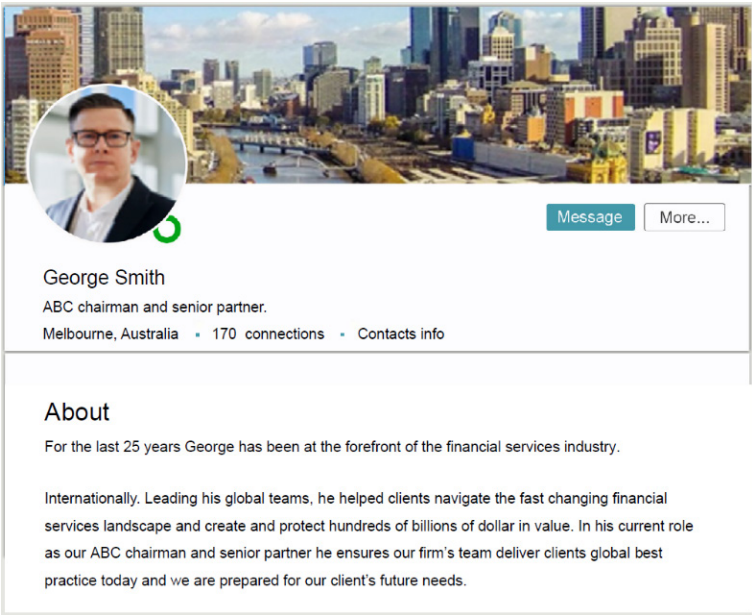 Message
More...
George Smith
ABC chairman and senior partner.
Melbourne, Australia • 170 connections • Contacts info
About
For the last 25 years George has been at the forefront of the financial services industry.
Internationally. Leading his global teams, he helped clients navigate the fast changing financial
services landscape and create and protect hundreds of billions of dollar in value. In his current role
as our ABC chairman and senior partner he ensures our firm's team deliver clients global best
practice today and we are prepared for our client's future needs.